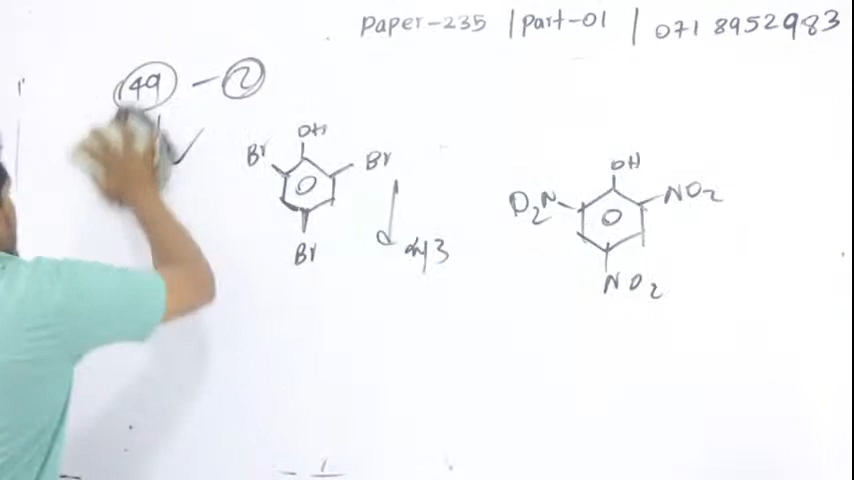 Paper-235 | Part-01 | 071 8952983
49 - 2
OH
Br Br
Br
OH
O2N NO2
NO2